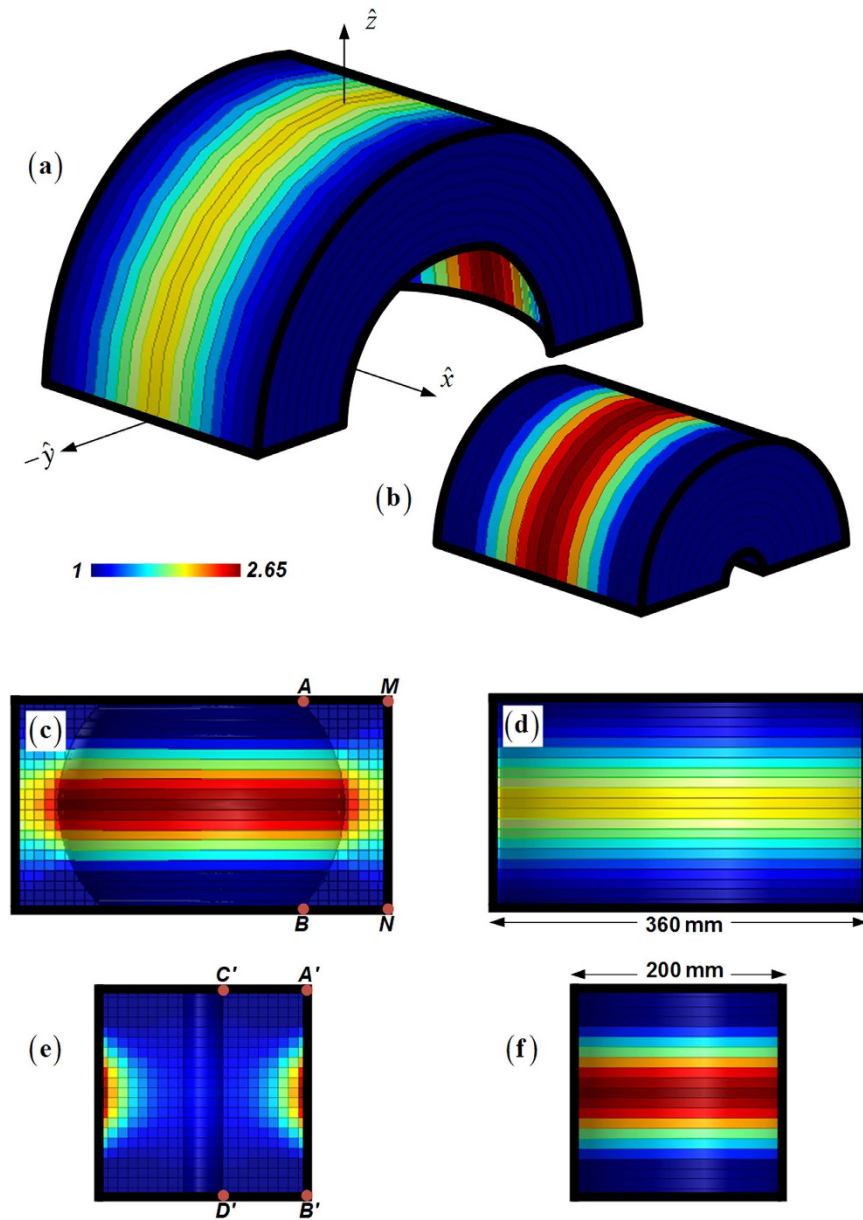 ẑ
(a)
x̂
−ŷ
(b)
1 2.65
A M
(c) (d)
B N
360 mm
C' A' 200 mm
(e) (f)
D' B'